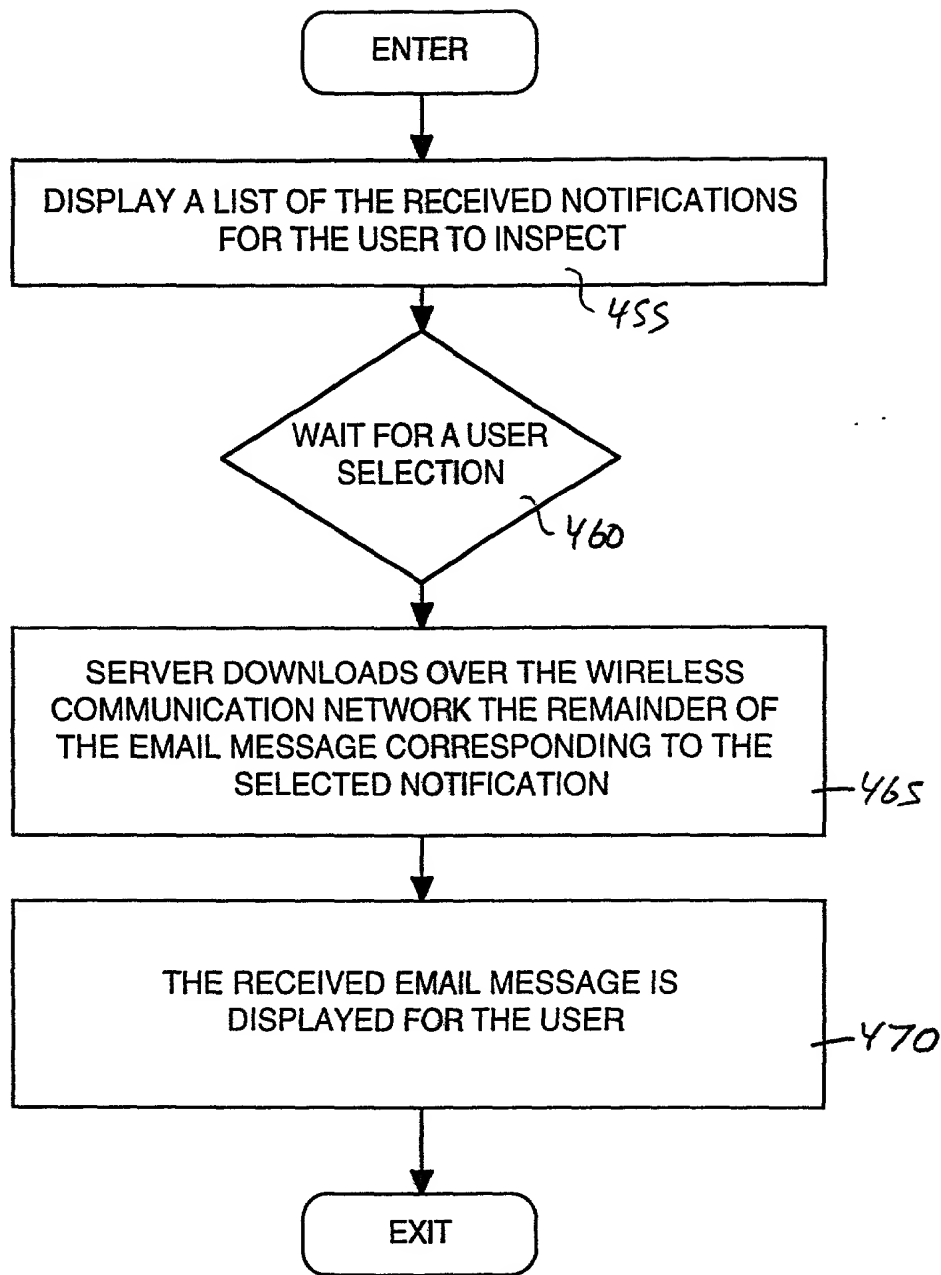 ENTER
DISPLAY A LIST OF THE RECEIVED NOTIFICATIONS
FOR THE USER TO INSPECT
455
WAIT FOR A USER
SELECTION
460
SERVER DOWNLOADS OVER THE WIRELESS
COMMUNICATION NETWORK THE REMAINDER OF
THE EMAIL MESSAGE CORRESPONDING TO THE
SELECTED NOTIFICATION
465
THE RECEIVED EMAIL MESSAGE IS
DISPLAYED FOR THE USER
470
EXIT